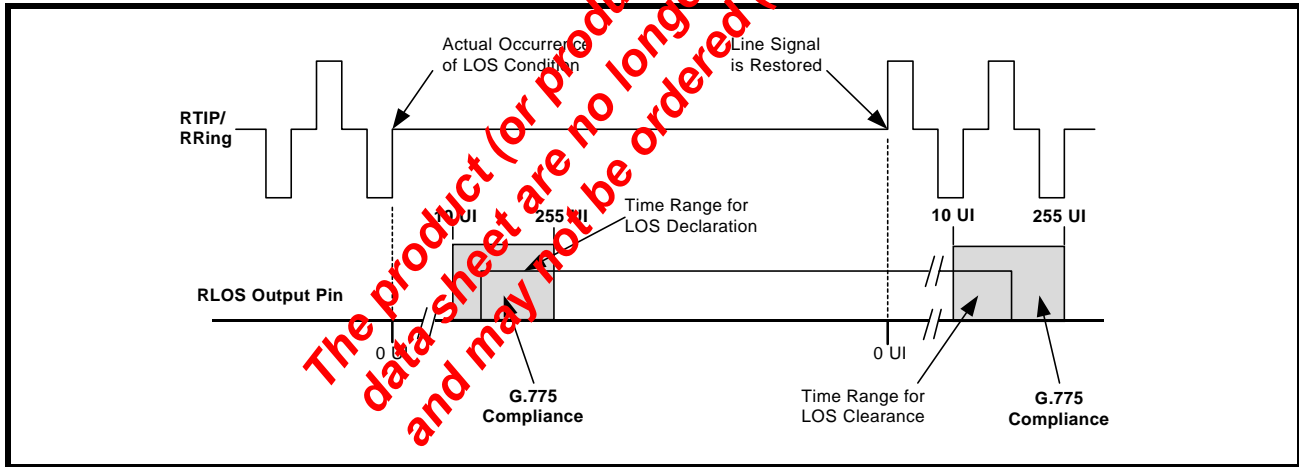 Actual Occurrence
of LOS Condition
Line Signal
is Restored
RTIP/
RRing
10 UI
255 UI
Time Range for
LOS Declaration
10 UI
255 UI
RLOS Output Pin
0 UI
0 UI
G.775
Compliance
Time Range for
LOS Clearance
G.775
Compliance
The product (or produ
data sheet are no longe
and may not be ordered (